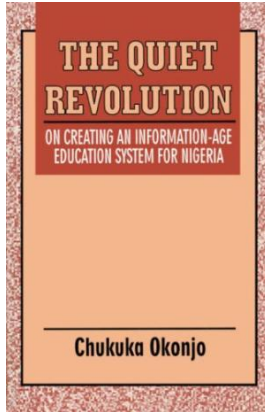 THE QUIET
REVOLUTION
ON CREATING AN INFORMATION-AGE
EDUCATION SYSTEM FOR NIGERIA
Chukuka Okonjo